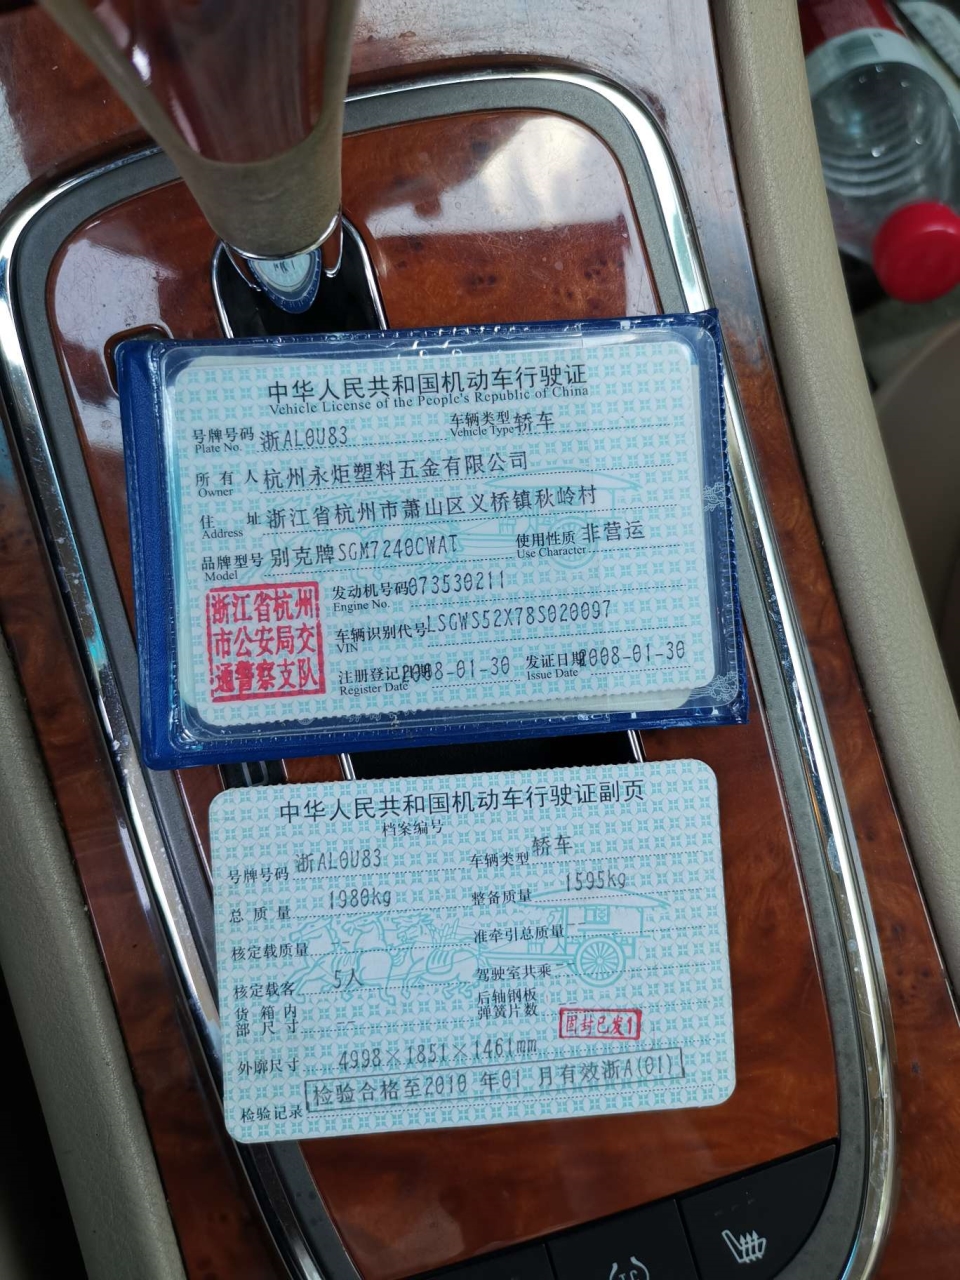 中华人民共和国机动车行驶证
Vehicle License of the People's Republic of China
号牌号码 浙AL0U83 车辆类型 轿车
Plate No. Vehicle Type
所有人 杭州永炬塑料五金有限公司
Owner
住址 浙江省杭州市萧山区义桥镇秋岭村
Address
品牌型号 别克牌SGM7240CWAT 使用性质 非营运
Model Use Character
浙江省杭州
市公安局交
通警察支队
发动机号码 073530211
Engine No.
车辆识别代号 LSGWS52X78S020097
VIN
注册登记日期 2008-01-30 发证日期 2008-01-30
Register Date Issue Date
中华人民共和国机动车行驶证副页
档案编号
号牌号码 浙AL0U83 车辆类型 轿车
总质量 1980kg 整备质量 1595kg
核定载质量 -- 准牵引总质量 --
核定载客 5人 驾驶室共乘 --
货箱内 后轴钢板
部尺寸 -- 弹簧片数 --
固封已发1
外廓尺寸 4998×1851×1461mm
检验记录 检验合格至2010 年01 月有效浙A(01)